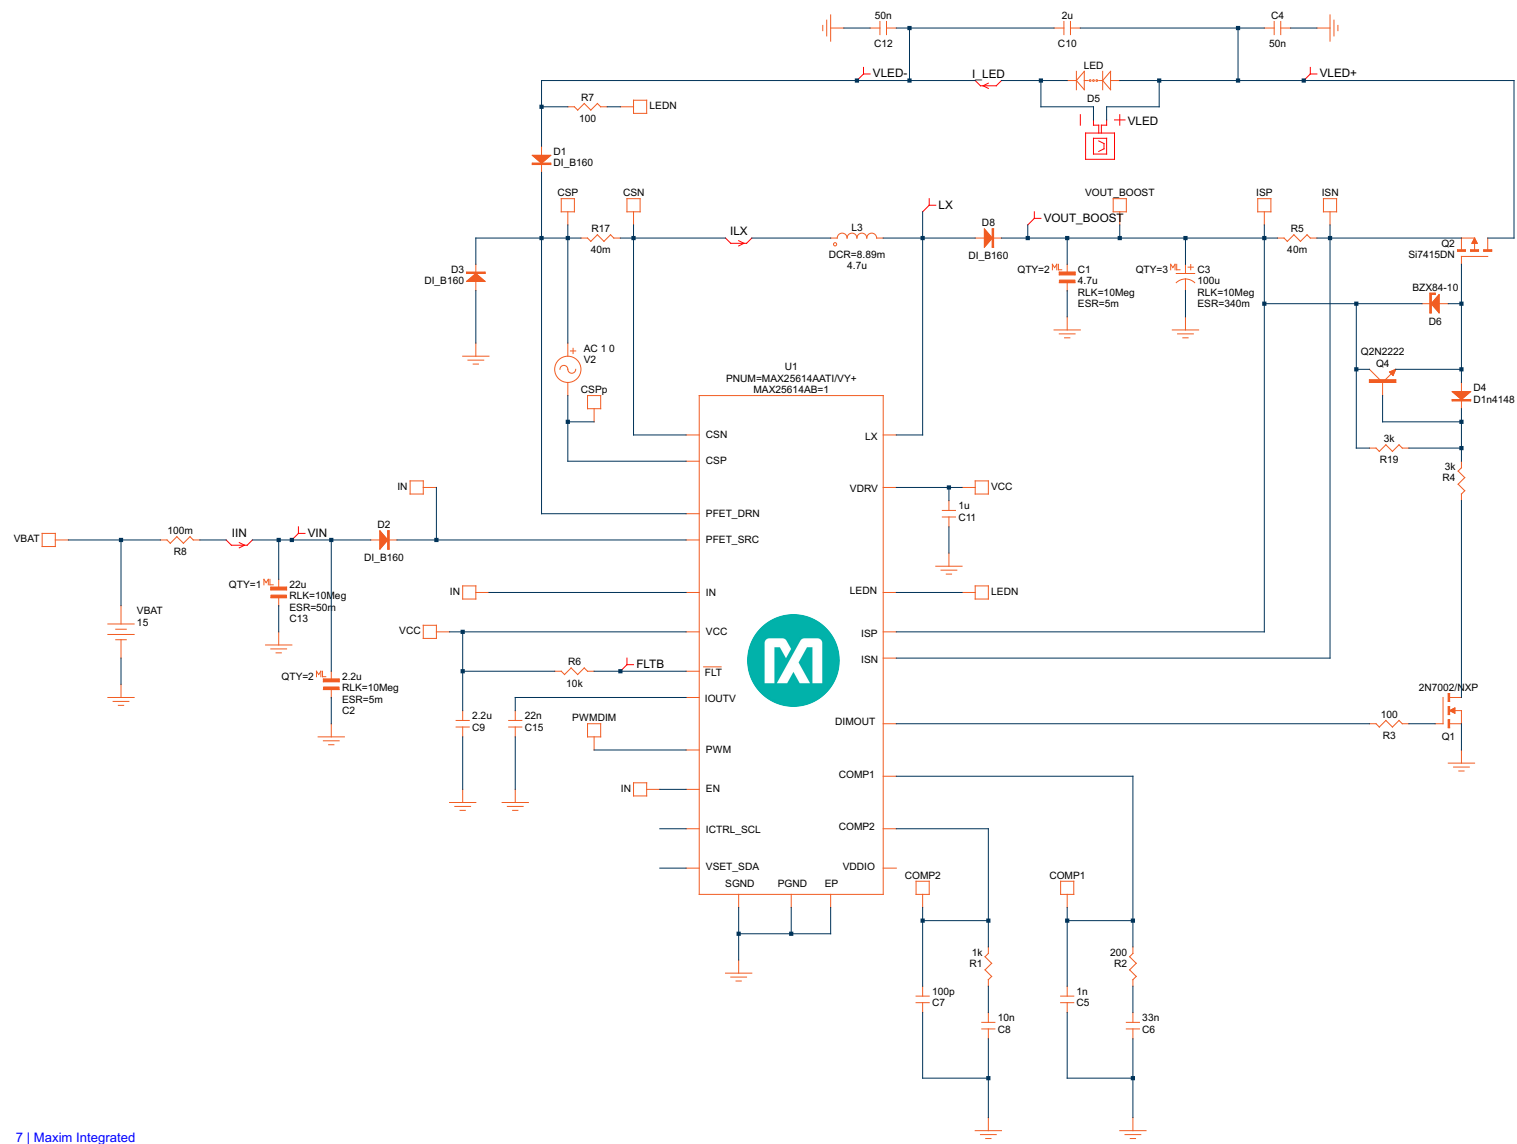 50n
C12
2u
C10
C4
50n
VLED-
I_LED
LED
D5
VLED+
VLED
R7
100
LEDN
D1
DI_B160
CSP
CSN
R17
40m
ILX
L3
DCR=8.89m
4.7u
LX
D8
DI_B160
VOUT_BOOST
VOUT_BOOST
ISP
ISN
R5
40m
Q2
Si7415DN
D3
DI_B160
QTY=2
ML
C1
4.7u
RLK=10Meg
ESR=5m
QTY=3
ML
C3
100u
RLK=10Meg
ESR=340m
BZX84-10
D6
AC 1 0
V2
CSPp
Q2N2222
Q4
D4
D1n4148
3k
R19
3k
R4
U1
PNUM=MAX25614AATI/VY+
MAX25614AB=1
CSN
CSP
PFET_DRN
PFET_SRC
IN
VCC
FLT
IOUTV
PWM
EN
ICTRL_SCL
VSET_SDA
SGND
PGND
EP
LX
VDRV
LEDN
ISP
ISN
DIMOUT
COMP1
COMP2
VDDIO
VCC
1u
C11
LEDN
IN
VBAT
100m
R8
IIN
VIN
D2
DI_B160
VBAT
15
QTY=1
ML
22u
RLK=10Meg
ESR=50m
C13
QTY=2
ML
2.2u
RLK=10Meg
ESR=5m
C2
IN
VCC
R6
10k
FLTB
2.2u
C9
22n
C15
PWMDIM
IN
2N7002/NXP
100
R3
Q1
COMP2
COMP1
1k
R1
100p
C7
10n
C8
200
R2
1n
C5
33n
C6
7 | Maxim Integrated